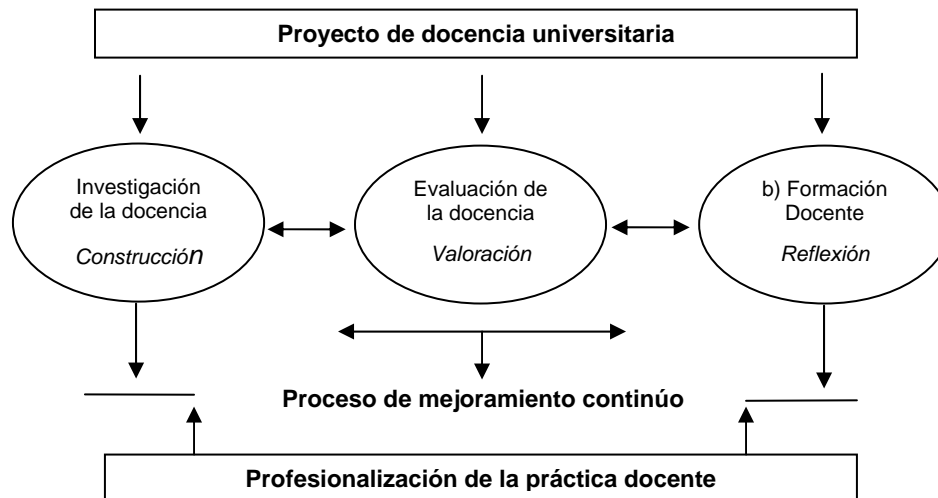 Proyecto de docencia universitaria
Investigación
de la docencia
Construcción
Evaluación de
la docencia
Valoración
b) Formación
Docente
Reflexión
Proceso de mejoramiento continúo
Profesionalización de la práctica docente